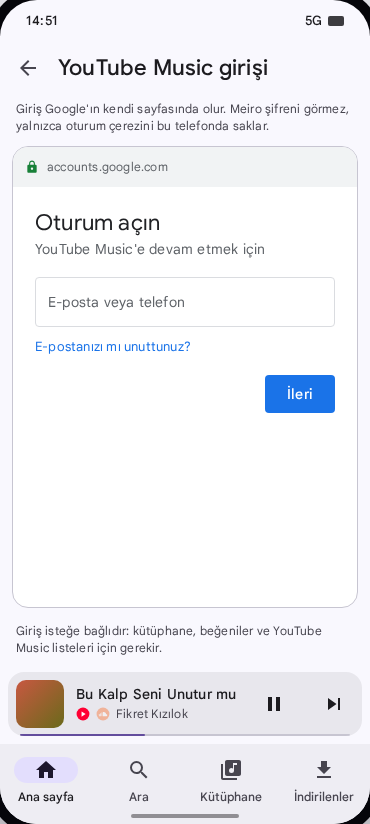 14:51
5G
YouTube Music girişi
Giriş Google'ın kendi sayfasında olur. Meiro şifreni görmez,
yalnızca oturum çerezini bu telefonda saklar.
accounts.google.com
Oturum açın
YouTube Music'e devam etmek için
E-posta veya telefon
E-postanızı mı unuttunuz?
İleri
Giriş isteğe bağlıdır: kütüphane, beğeniler ve YouTube
Music listeleri için gerekir.
Bu Kalp Seni Unutur mu
Fikret Kızılok
Ana sayfa
Ara
Kütüphane
İndirilenler